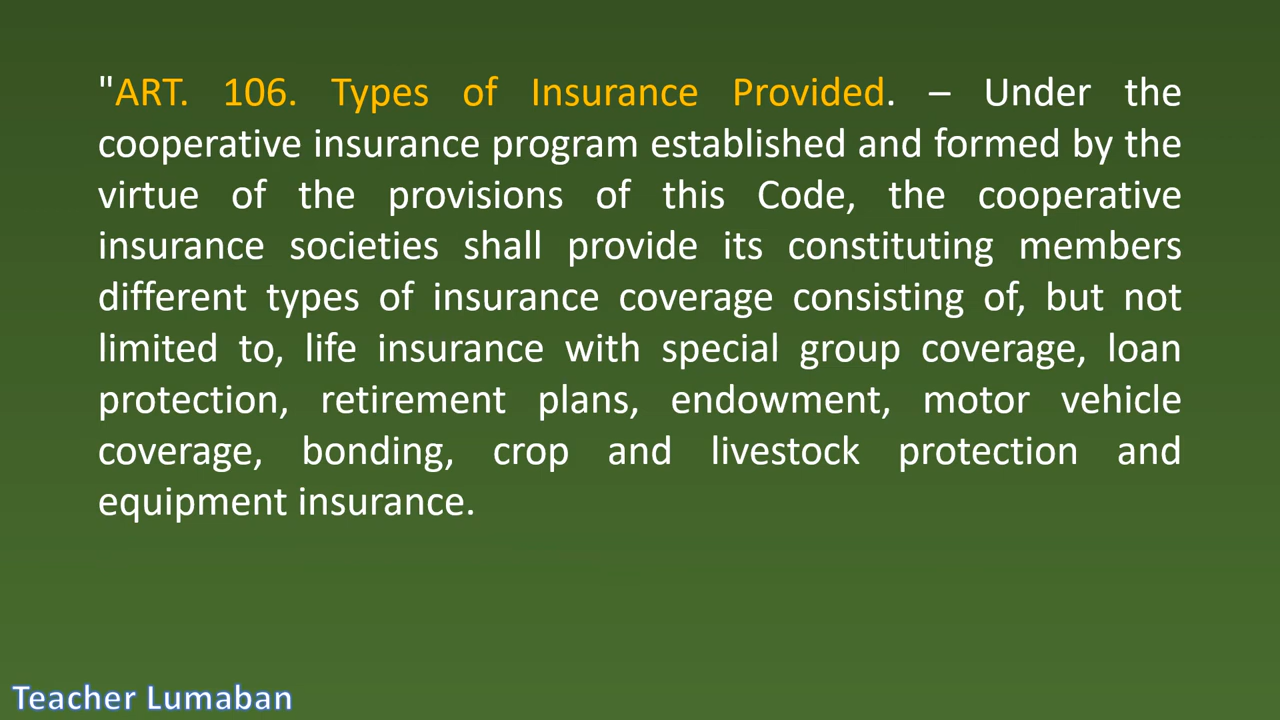 "ART. 106. Types of Insurance Provided. – Under the
cooperative insurance program established and formed by the
virtue of the provisions of this Code, the cooperative
insurance societies shall provide its constituting members
different types of insurance coverage consisting of, but not
limited to, life insurance with special group coverage, loan
protection, retirement plans, endowment, motor vehicle
coverage, bonding, crop and livestock protection and
equipment insurance.
Teacher Lumaban